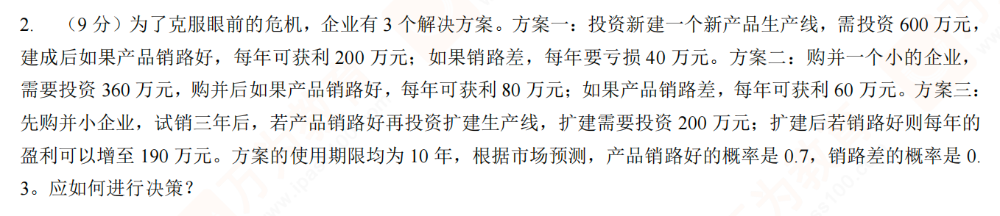 2. （9 分）为了克服眼前的危机，企业有 3 个解决方案。方案一：投资新建一个新产品生产线，需投资 600 万元，
建成后如果产品销路好，每年可获利 200 万元；如果销路差，每年要亏损 40 万元。方案二：购并一个小的企业，
需要投资 360 万元，购并后如果产品销路好，每年可获利 80 万元；如果产品销路差，每年可获利 60 万元。方案三：
先购并小企业，试销三年后，若产品销路好再投资扩建生产线，扩建需要投资 200 万元；扩建后若销路好则每年的
盈利可以增至 190 万元。方案的使用期限均为 10 年，根据市场预测，产品销路好的概率是 0.7，销路差的概率是 0.
3。应如何进行决策？